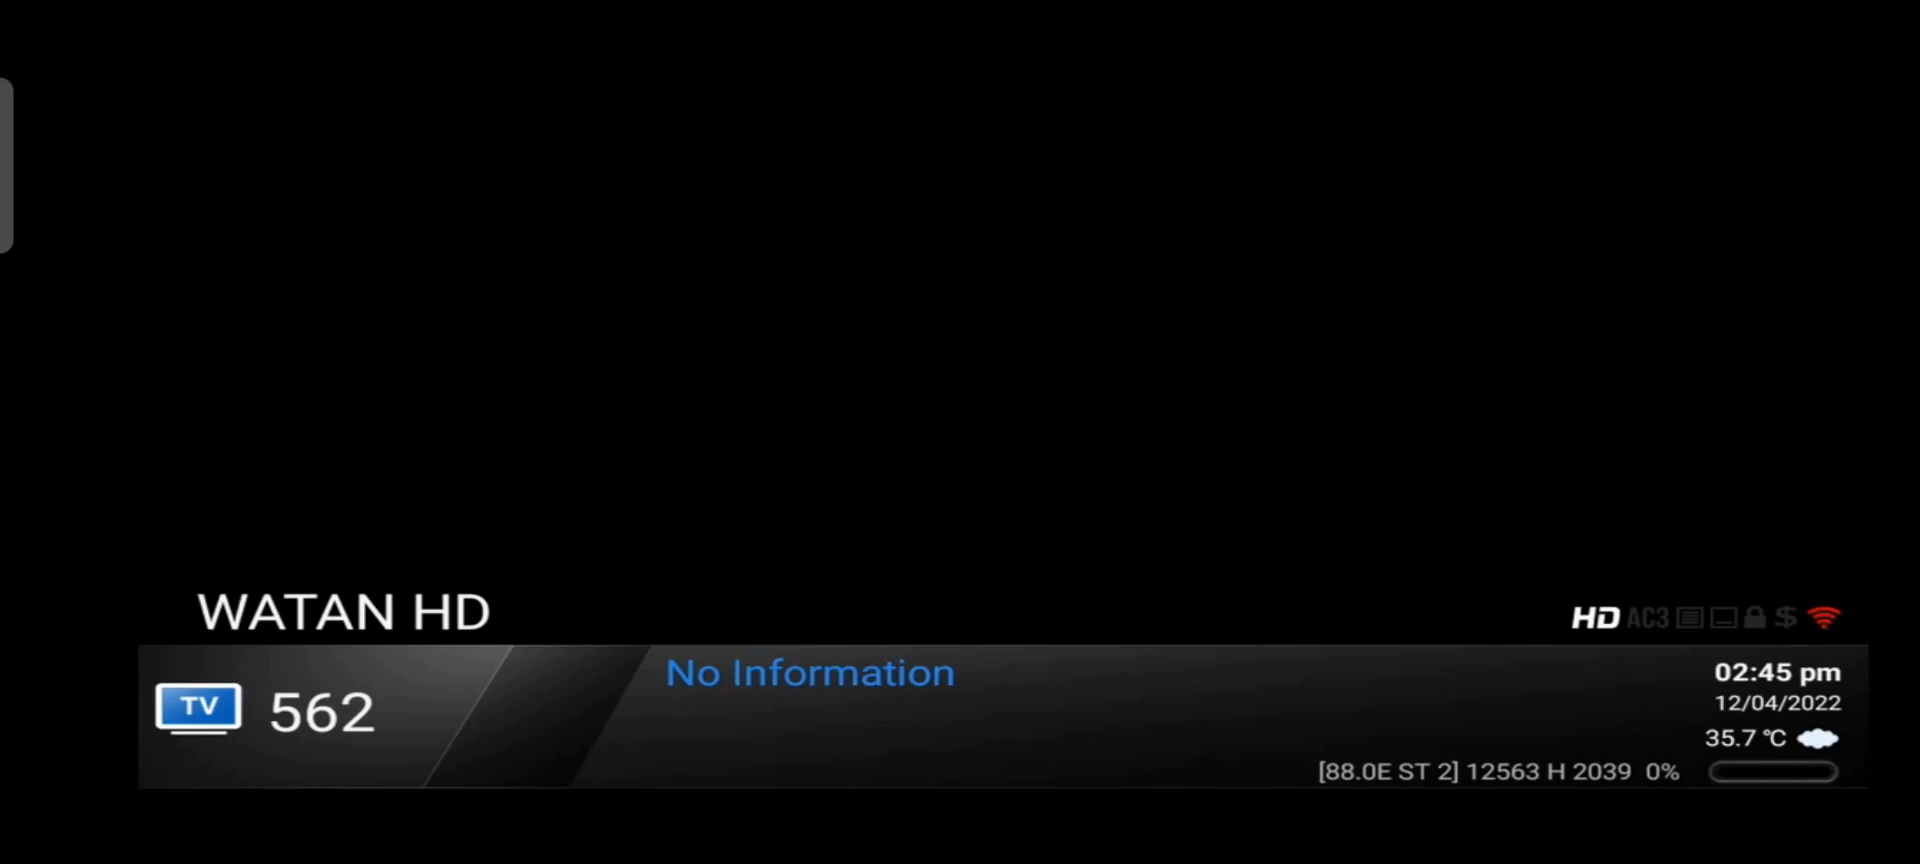 WATAN HD
HD AC3 $
TV 562
No Information
02:45 pm
12/04/2022
35.7 ℃
[88.0E ST 2] 12563 H 2039 0%